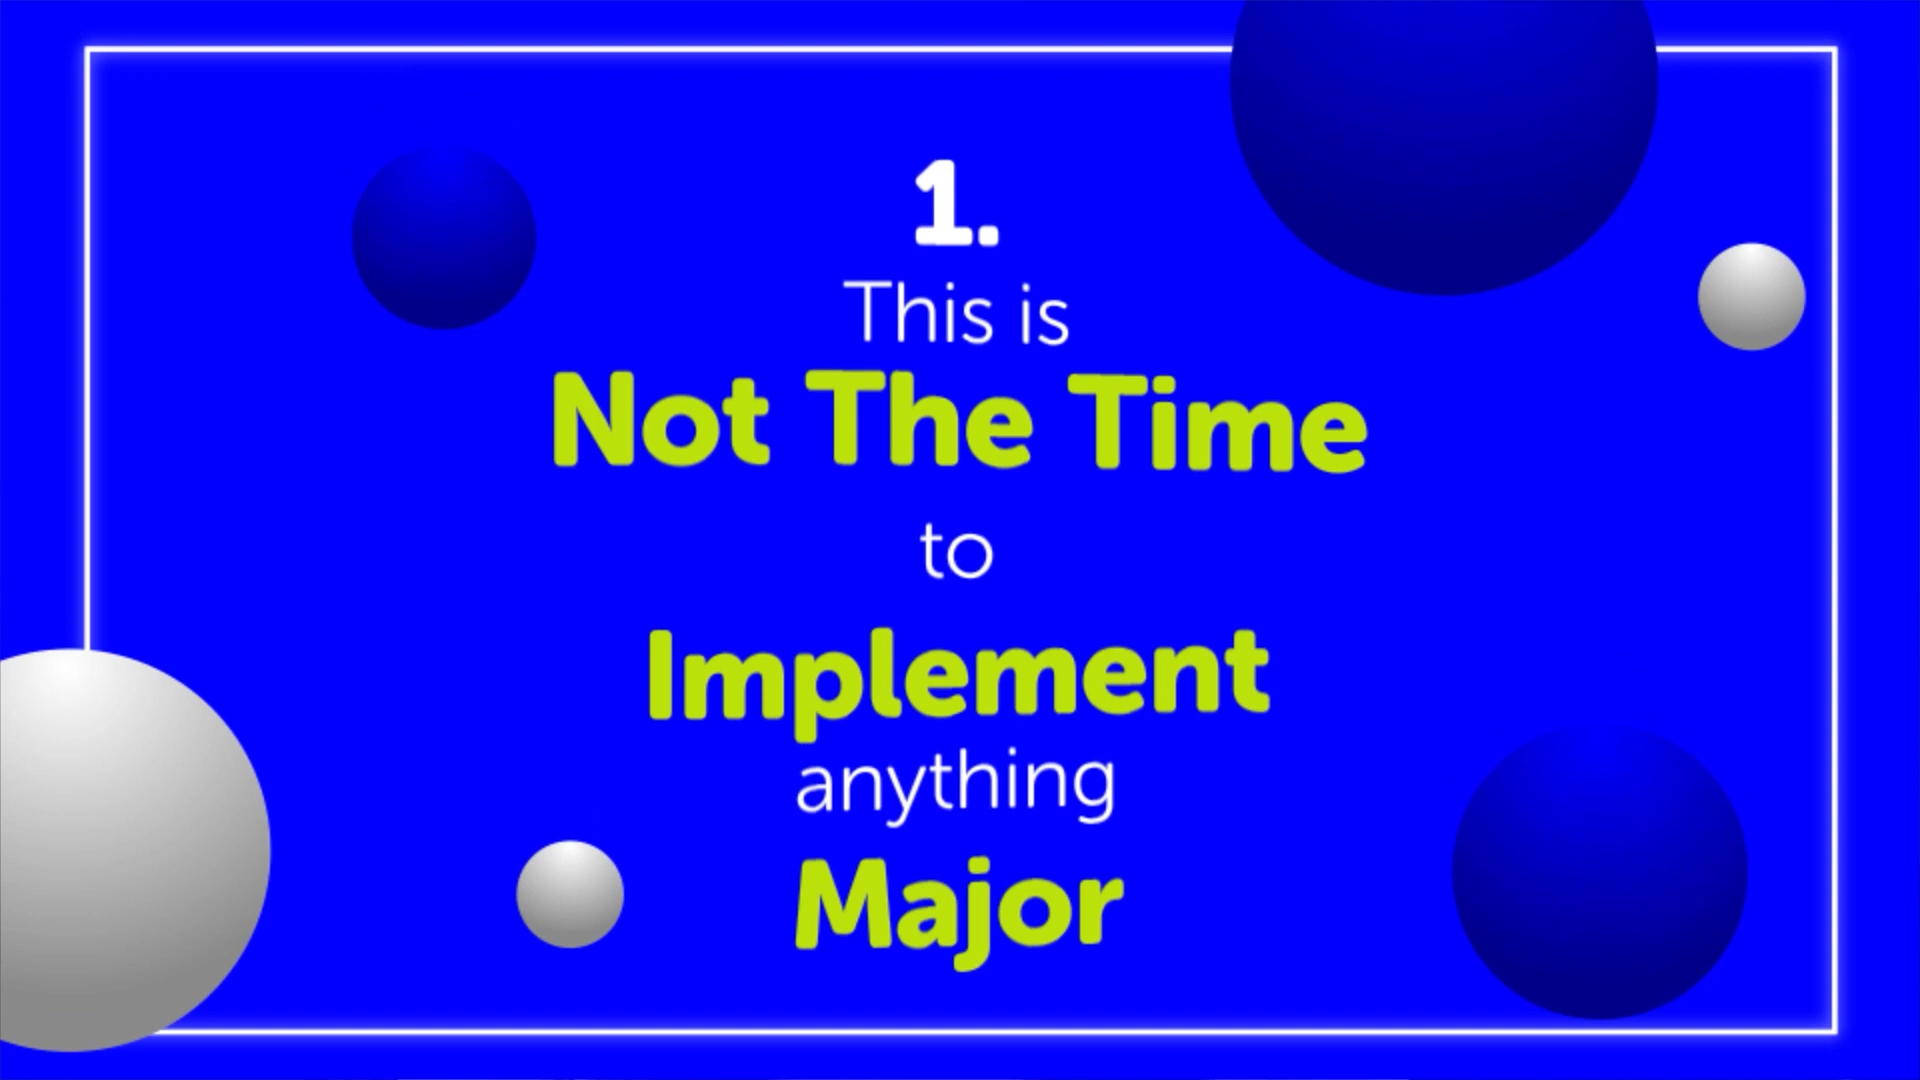 1.
This is
Not The Time
to
Implement
anything
Major